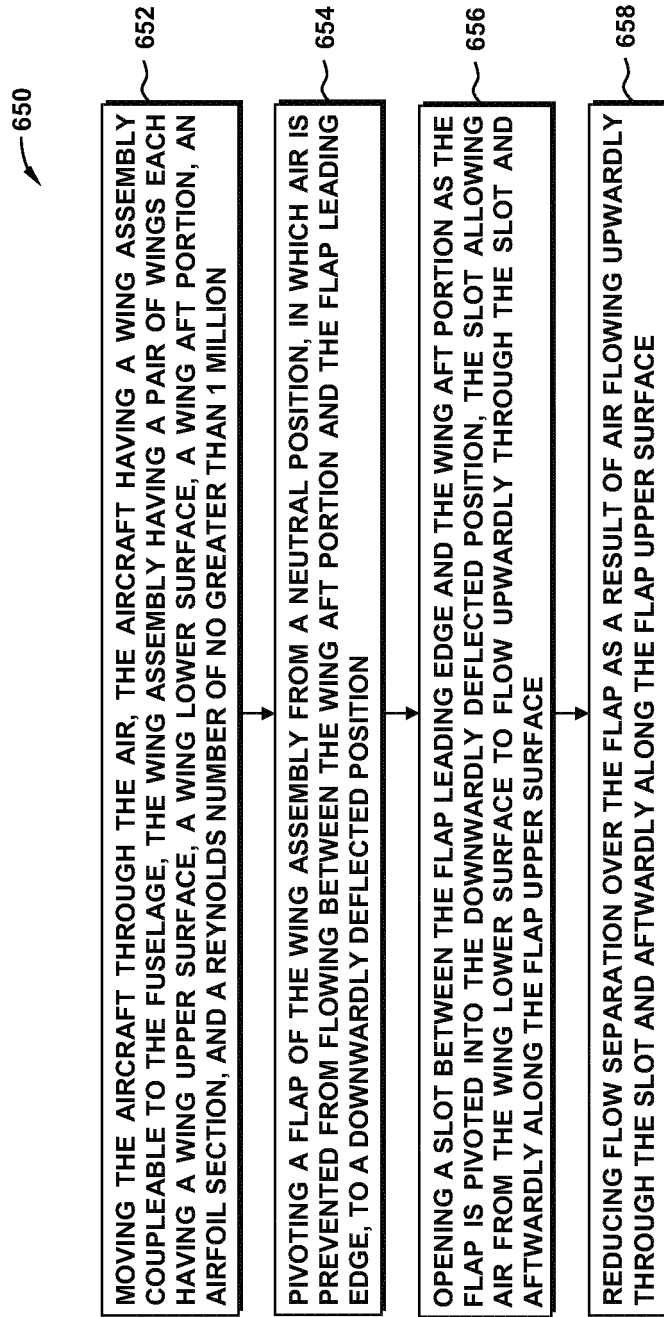 650
MOVING THE AIRCRAFT THROUGH THE AIR, THE AIRCRAFT HAVING A WING ASSEMBLY
COUPLEABLE TO THE FUSELAGE, THE WING ASSEMBLY HAVING A PAIR OF WINGS EACH
HAVING A WING UPPER SURFACE, A WING LOWER SURFACE, A WING AFT PORTION, AN
AIRFOIL SECTION, AND A REYNOLDS NUMBER OF NO GREATER THAN 1 MILLION
652
PIVOTING A FLAP OF THE WING ASSEMBLY FROM A NEUTRAL POSITION, IN WHICH AIR IS
PREVENTED FROM FLOWING BETWEEN THE WING AFT PORTION AND THE FLAP LEADING
EDGE, TO A DOWNWARDLY DEFLECTED POSITION
654
OPENING A SLOT BETWEEN THE FLAP LEADING EDGE AND THE WING AFT PORTION AS THE
FLAP IS PIVOTED INTO THE DOWNWARDLY DEFLECTED POSITION, THE SLOT ALLOWING
AIR FROM THE WING LOWER SURFACE TO FLOW UPWARDLY THROUGH THE SLOT AND
AFTWARDLY ALONG THE FLAP UPPER SURFACE
656
REDUCING FLOW SEPARATION OVER THE FLAP AS A RESULT OF AIR FLOWING UPWARDLY
THROUGH THE SLOT AND AFTWARDLY ALONG THE FLAP UPPER SURFACE
658